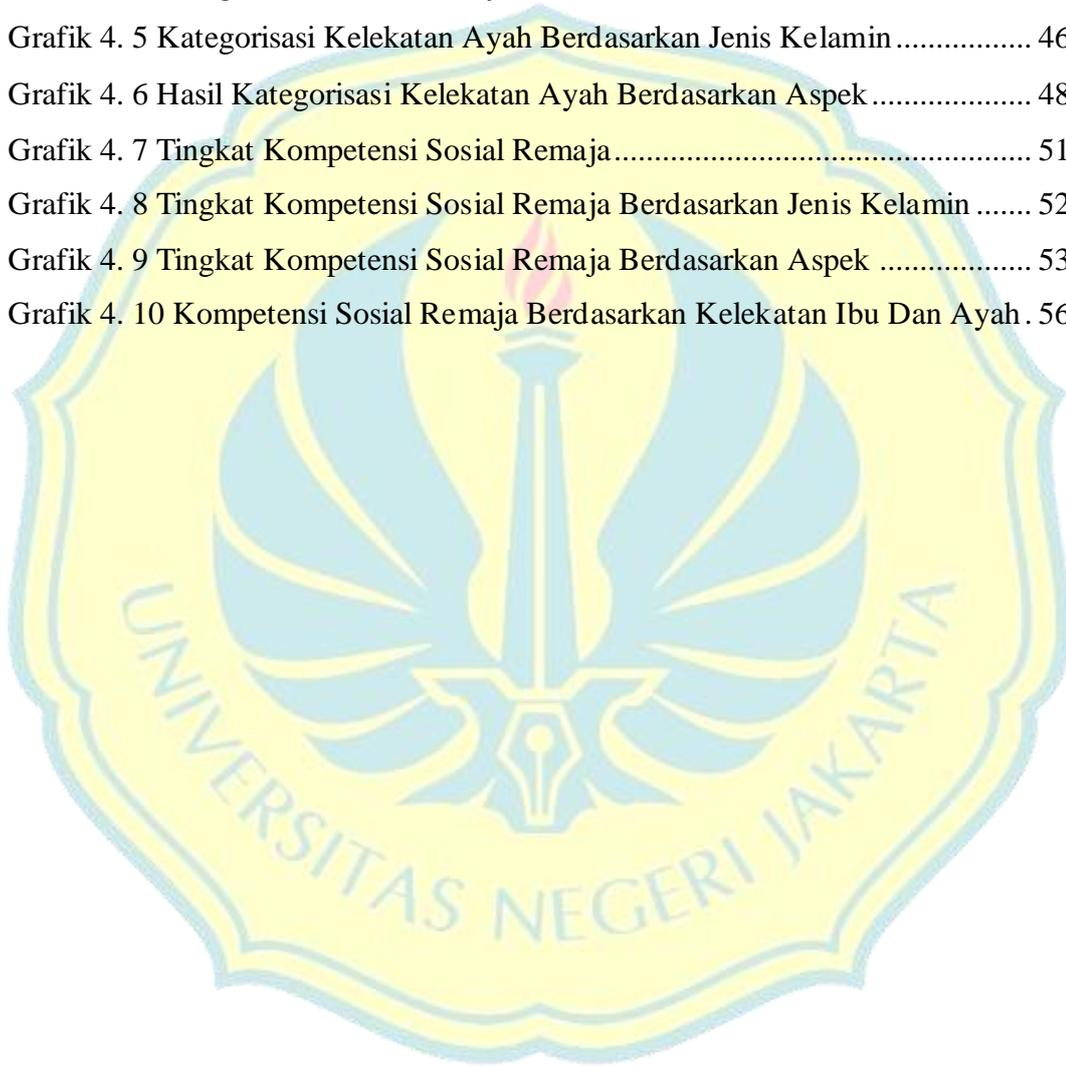 Grafik 4. 5 Kategorisasi Kelekatan Ayah Berdasarkan Jenis Kelamin................. 46
Grafik 4. 6 Hasil Kategorisasi Kelekatan Ayah Berdasarkan Aspek.................... 48
Grafik 4. 7 Tingkat Kompetensi Sosial Remaja.................................................... 51
Grafik 4. 8 Tingkat Kompetensi Sosial Remaja Berdasarkan Jenis Kelamin ....... 52
Grafik 4. 9 Tingkat Kompetensi Sosial Remaja Berdasarkan Aspek ................... 53
Grafik 4. 10 Kompetensi Sosial Remaja Berdasarkan Kelekatan Ibu Dan Ayah. 56
UNIVERSITAS NEGERI JAKARTA